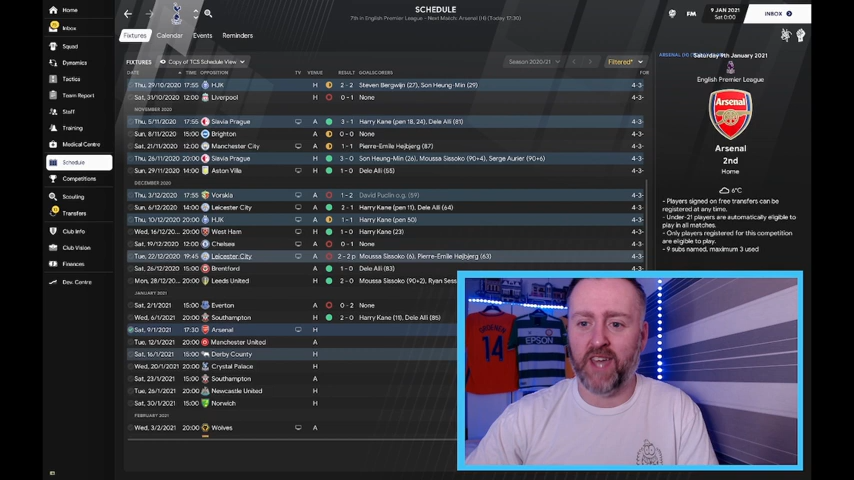 SCHEDULE
7th in English Premier League - Next Match: Arsenal (H) (Today 17:30)
FM
9 JAN 2021
Sat 0:00
INBOX
Home
Inbox
Squad
Dynamics
Tactics
Team Report
Staff
Training
Medical Centre
Schedule
Competitions
Scouting
Transfers
Club Info
Club Vision
Finances
Dev. Centre
Fixtures Calendar Events Reminders
FIXTURES Copy of TCS Schedule View Season 2020/21 Filtered*
DATE TIME OPPOSITION TV VENUE RESULT GOALSCORERS FOR
Thu, 29/10/2020 17:55 HJK H 2 - 2 Steven Bergwijn (27), Son Heung-Min (29) 4-3-
Sat, 31/10/2020 12:00 Liverpool H 0 - 1 None 4-3-
NOVEMBER 2020
Thu, 5/11/2020 17:55 Slavia Prague A 3 - 1 Harry Kane (pen 18, 24), Dele Alli (81) 4-3-
Sun, 8/11/2020 15:00 Brighton A 0 - 0 None 4-3-
Sat, 21/11/2020 12:00 Manchester City H 1 - 1 Pierre-Emile Højbjerg (87) 4-3-
Thu, 26/11/2020 20:00 Slavia Prague H 3 - 0 Son Heung-Min (26), Moussa Sissoko (90+4), Serge Aurier (90+6) 4-3-
Sun, 29/11/2020 14:00 Aston Villa H 1 - 0 Dele Alli (55) 4-3-
DECEMBER 2020
Thu, 3/12/2020 17:55 Vorskla A 1 - 2 4-3-
Sun, 6/12/2020 14:00 Leicester City A 2 - 1 Harry Kane (pen 11), Dele Alli (64) 4-3-
Thu, 10/12/2020 20:00 HJK A 1 - 1 Harry Kane (pen 50) 4-3-
Wed, 16/12/20... 20:00 West Ham H 1 - 0 Harry Kane (23) 4-3-
Sat, 19/12/2020 12:00 Chelsea A 0 - 1 None 4-3-
Tue, 22/12/2020 19:45 Leicester City A 2 - 2 p Moussa Sissoko (6), Pierre-Emile Højbjerg (63) 4-3-
Sat, 26/12/2020 15:00 Brentford A 1 - 0 Dele Alli (83) 4-3-
Mon, 28/12/20... 20:00 Leeds United H 2 - 0 Moussa Sissoko (90+2), Ryan Sess
JANUARY 2021
Sat, 2/1/2021 15:00 Everton A 0 - 2 None
Wed, 6/1/2021 20:00 Southampton H 2 - 0 Harry Kane (11), Dele Alli (85)
Sat, 9/1/2021 17:30 Arsenal H
Tue, 12/1/2021 20:00 Manchester United A
Sat, 16/1/2021 15:00 Derby County H
Wed, 20/1/2021 20:00 Crystal Palace H
Sat, 23/1/2021 15:00 Southampton A
Tue, 26/1/2021 20:00 Newcastle United H
Sat, 30/1/2021 15:00 Norwich H
FEBRUARY 2021
Wed, 3/2/2021 20:00 Wolves A
Saturday 9th January 2021
English Premier League
Arsenal
Arsenal
2nd
Home
6°C
- Players signed on free transfers can be registered at any time.
- Under-21 players are automatically eligible to play in all matches.
- Only players registered for this competition are eligible to play.
- 9 subs named, maximum 3 used
GROENEN
14
EPSON